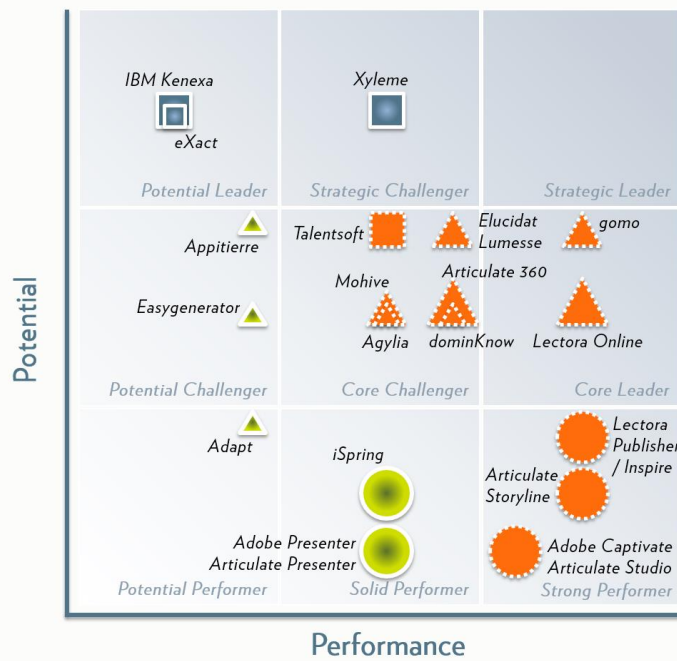 IBM Kenexa
eXact
Potential Leader
Xyleme
Strategic Challenger
Strategic Leader
Appitierre
Easygenerator
Potential Challenger
Talentsoft
Elucidat
Lumesse
Mohive
Articulate 360
Agylia
dominKnow
Core Challenger
gomo
Lectora Online
Core Leader
Adapt
Potential Performer
iSpring
Adobe Presenter
Articulate Presenter
Solid Performer
Lectora
Publisher
/ Inspire
Articulate
Storyline
Adobe Captivate
Articulate Studio
Strong Performer
Potential
Performance